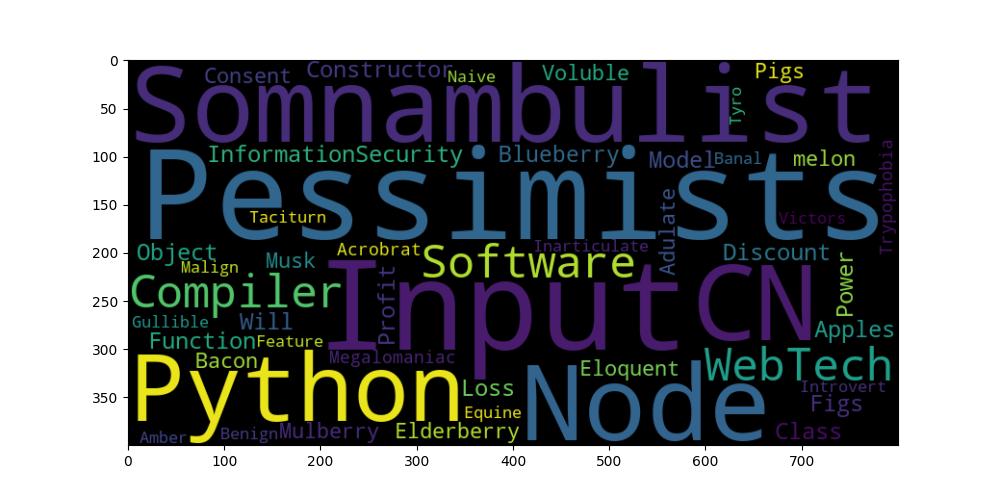 0
50
100
150
200
250
300
350
0 100 200 300 400 500 600 700
Consent Constructor Naive Voluble Pigs
Somnambulist
Tyro
InformationSecurity Blueberry Model Banal melon
Pessimists
Trypophobia
Taciturn Adulate Victors
Object Acrobrat Inarticulate Discount
Malign Musk Software
Compiler Profit InputCN Power
Gullible Will Apples
Function Feature
Bacon Megalomaniac Eloquent WebTech
Python Loss Node Introvert
Equine Figs
Amber Benign Mulberry Elderberry Class